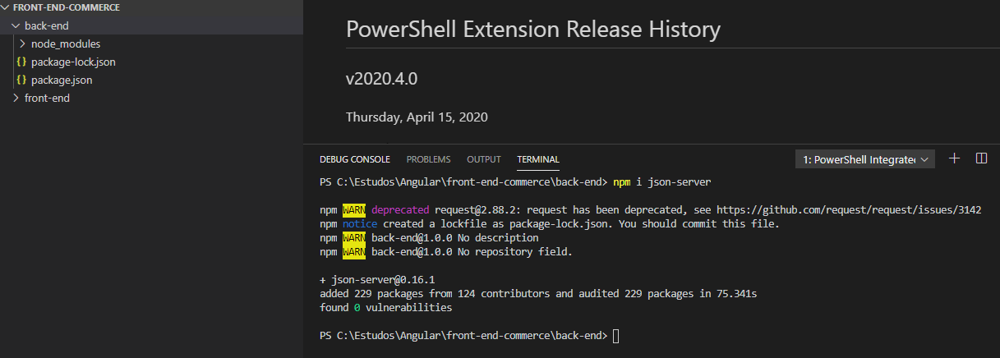 FRONT-END-COMMERCE
back-end
node_modules
{} package-lock.json
{} package.json
front-end
PowerShell Extension Release History
v2020.4.0
Thursday, April 15, 2020
DEBUG CONSOLE PROBLEMS OUTPUT TERMINAL 1: PowerShell Integrate
PS C:\Estudos\Angular\front-end-commerce\back-end> npm i json-server
npm WARN deprecated request@2.88.2: request has been deprecated, see https://github.com/request/request/issues/3142
npm notice created a lockfile as package-lock.json. You should commit this file.
npm WARN back-end@1.0.0 No description
npm WARN back-end@1.0.0 No repository field.
+ json-server@0.16.1
added 229 packages from 124 contributors and audited 229 packages in 75.341s
found 0 vulnerabilities
PS C:\Estudos\Angular\front-end-commerce\back-end>